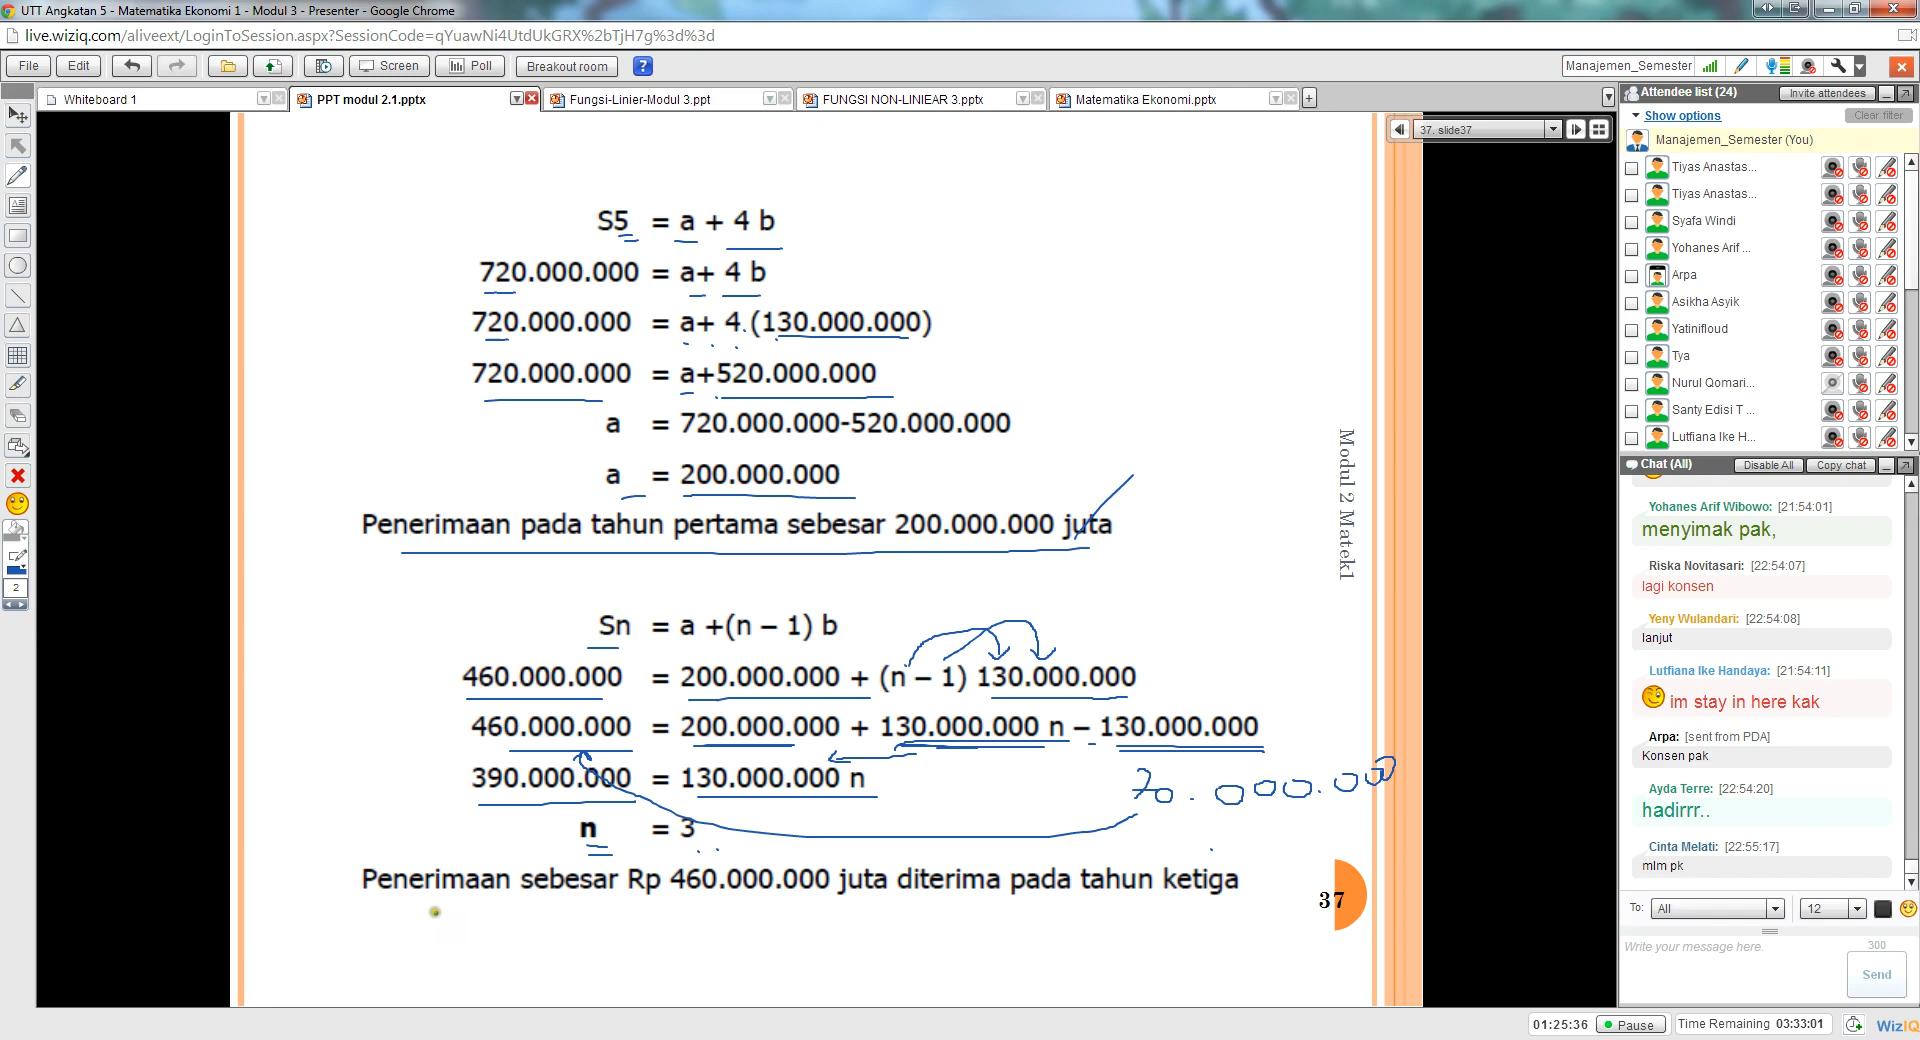 UTT Angkatan 5 - Matematika Ekonomi 1 - Modul 3 - Presenter - Google Chrome
live.wiziq.com/aliveext/LoginToSession.aspx?SessionCode=qYuawNi4UtdUkGRX%2bTjH7g%3d%3d
File Edit Screen Poll Breakout room ? Manajemen_Semester
Whiteboard 1 PPT modul 2.1.pptx Fungsi-Linier-Modul 3.ppt FUNGSI NON-LINIEAR 3.pptx Matematika Ekonomi.pptx +
37. slide37
S5 = a + 4 b
720.000.000 = a+ 4 b
720.000.000 = a+ 4 (130.000.000)
720.000.000 = a+520.000.000
a = 720.000.000-520.000.000
a = 200.000.000
Penerimaan pada tahun pertama sebesar 200.000.000 juta
Sn = a +(n – 1) b
460.000.000 = 200.000.000 + (n – 1) 130.000.000
460.000.000 = 200.000.000 + 130.000.000 n – 130.000.000
390.000.000 = 130.000.000 n
70.000.000
n = 3
Penerimaan sebesar Rp 460.000.000 juta diterima pada tahun ketiga
Modul 2 Matek1
37
2
Attendee list (24) Invite attendees
Show options Clear filter
Manajemen_Semester (You)
Tiyas Anastas...
Tiyas Anastas...
Syafa Windi
Yohanes Arif ...
Arpa
Asikha Asyik
Yatinifloud
Tya
Nurul Qomari...
Santy Edisi T ...
Lutfiana Ike H...
Chat (All) Disable All Copy chat
Yohanes Arif Wibowo: [21:54:01]
menyimak pak,
Riska Novitasari: [22:54:07]
lagi konsen
Yeny Wulandari: [22:54:08]
lanjut
Lutfiana Ike Handaya: [21:54:11]
im stay in here kak
Arpa: [sent from PDA]
Konsen pak
Ayda Terre: [22:54:20]
hadirrr..
Cinta Melati: [22:55:17]
mlm pk
To: All 12
Write your message here. 300
Send
01:25:36 Pause Time Remaining 03:33:01 WizIQ